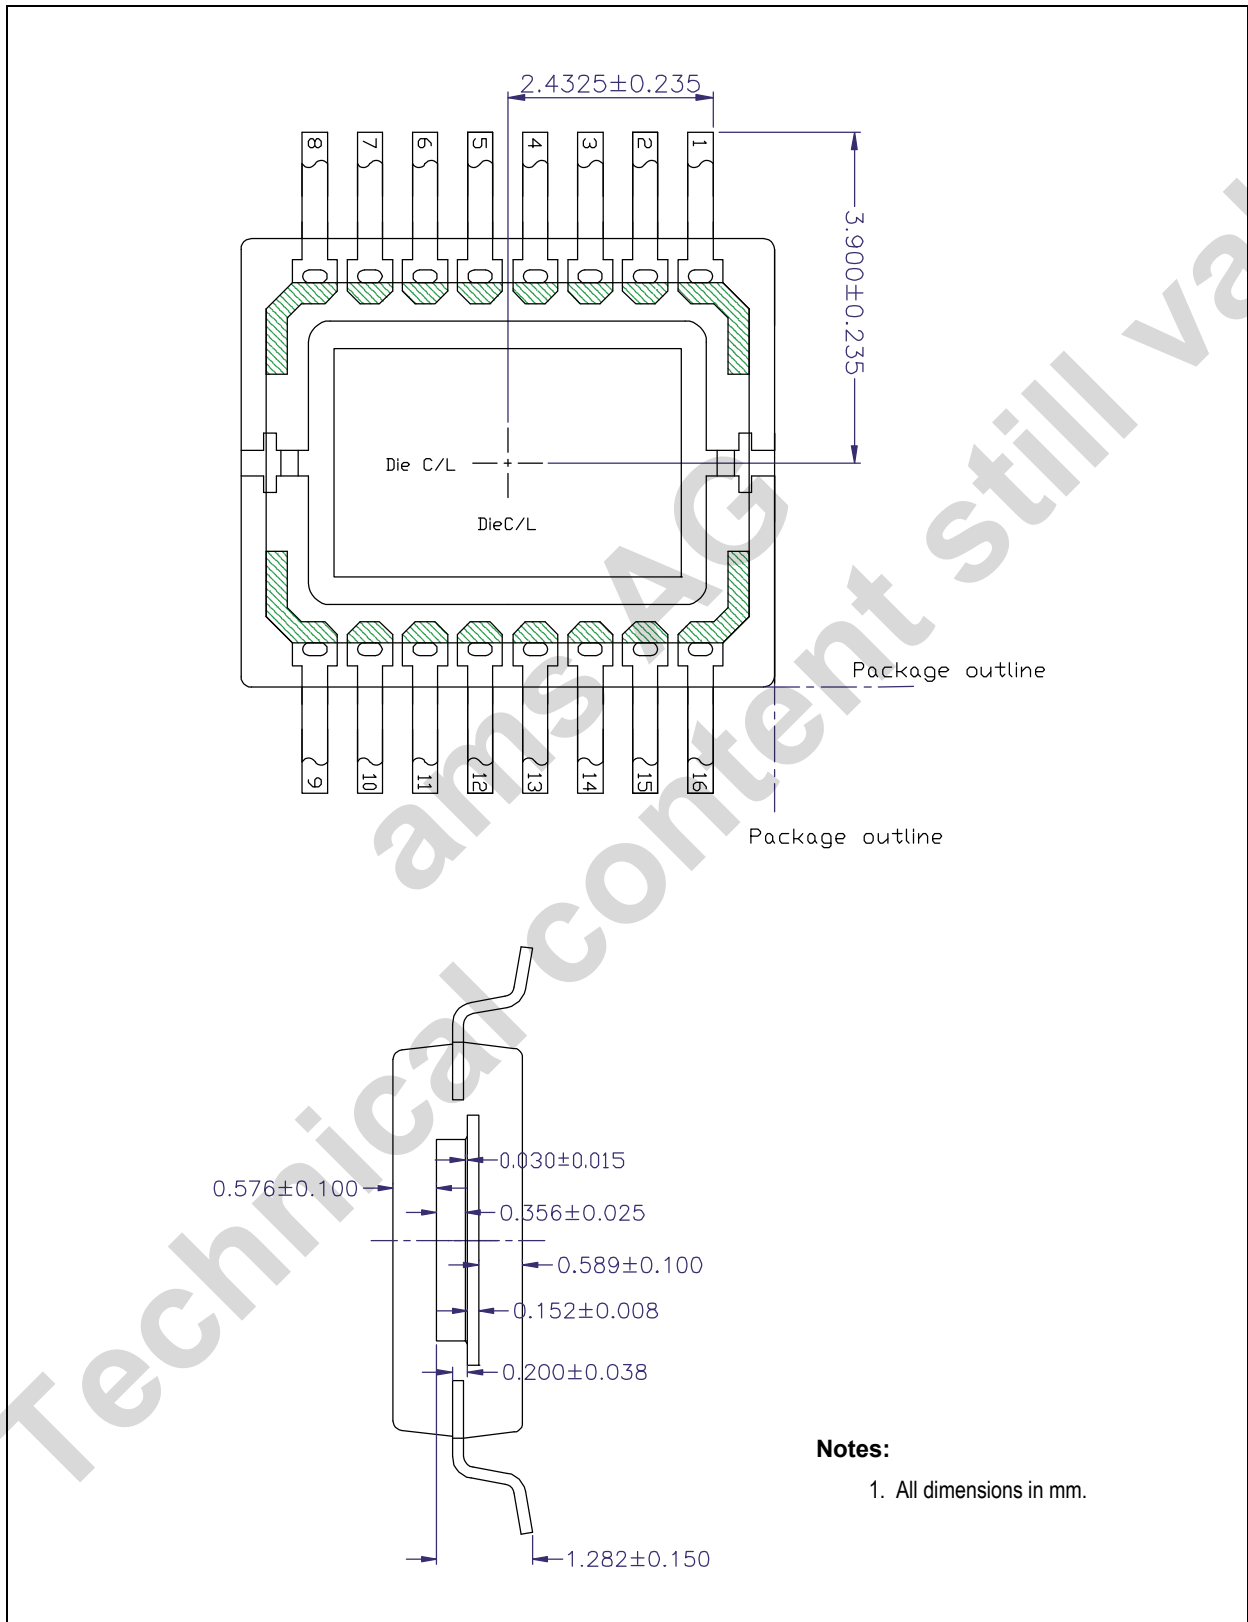 2.4325±0.235
8 7 6 5 4 3 2 1
3.900±0.235
Die C/L
DieC/L
Package outline
9 10 11 12 13 14 15 16
Package outline
0.030±0.015
0.576±0.100
0.356±0.025
0.589±0.100
0.152±0.008
0.200±0.038
1.282±0.150
Notes:
1. All dimensions in mm.
ams AG
Technical content still va